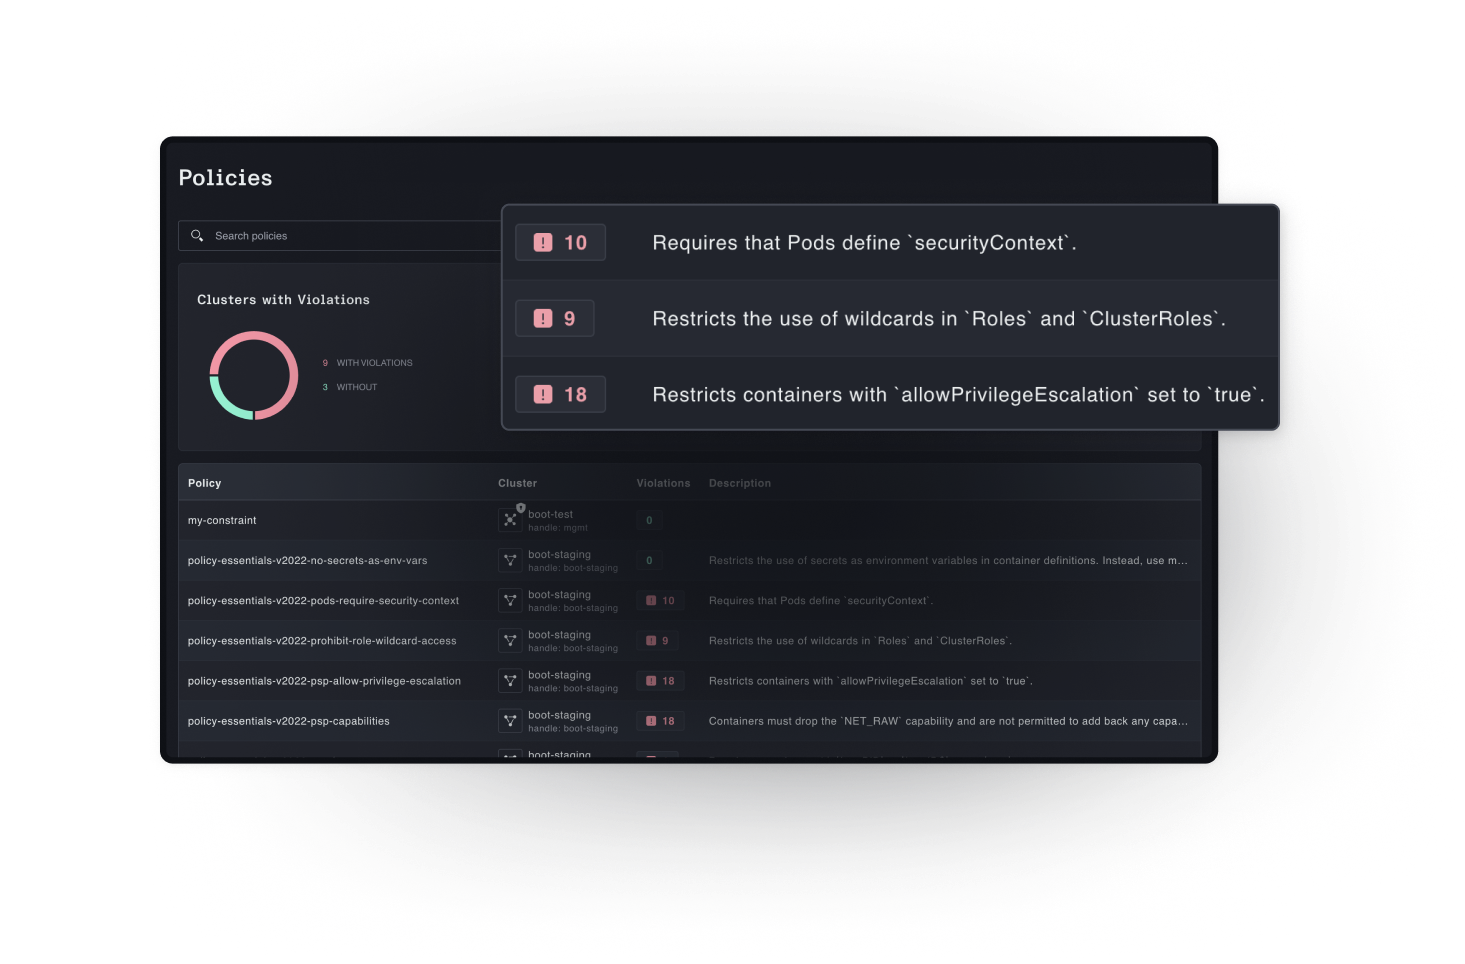 Policies
Search policies
! 10 Requires that Pods define `securityContext`.
! 9 Restricts the use of wildcards in `Roles` and `ClusterRoles`.
! 18 Restricts containers with `allowPrivilegeEscalation` set to `true`.
Clusters with Violations
9 WITH VIOLATIONS
3 WITHOUT
Policy Cluster Violations Description
my-constraint boot-test 0
handle: mgmt
policy-essentials-v2022-no-secrets-as-env-vars boot-staging 0 Restricts the use of secrets as environment variables in container definitions. Instead, use m...
handle: boot-staging
policy-essentials-v2022-pods-require-security-context boot-staging ! 10 Requires that Pods define `securityContext`.
handle: boot-staging
policy-essentials-v2022-prohibit-role-wildcard-access boot-staging ! 9 Restricts the use of wildcards in `Roles` and `ClusterRoles`.
handle: boot-staging
policy-essentials-v2022-psp-allow-privilege-escalation boot-staging ! 18 Restricts containers with `allowPrivilegeEscalation` set to `true`.
handle: boot-staging
policy-essentials-v2022-psp-capabilities boot-staging ! 18 Containers must drop the `NET_RAW` capability and are not permitted to add back any capa...
handle: boot-staging
boot-staging